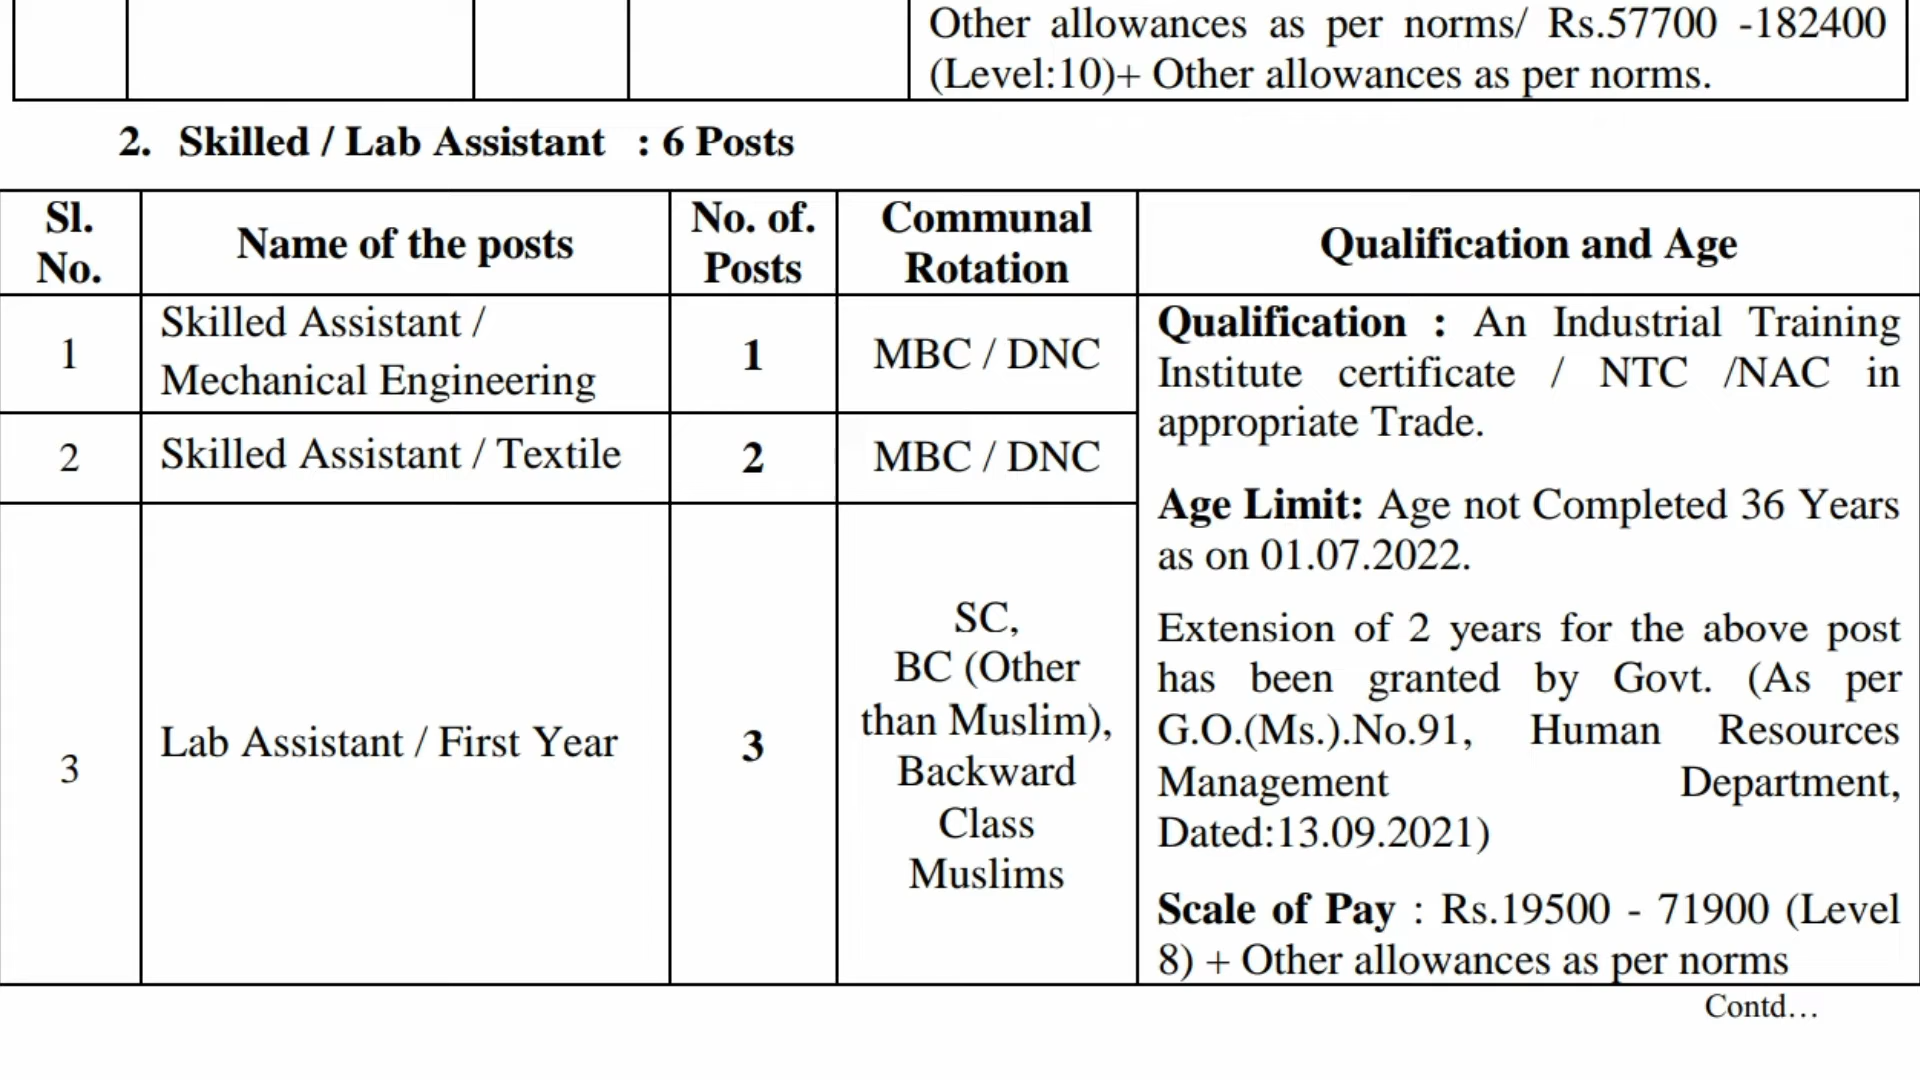 Other allowances as per norms/ Rs.57700 -182400
(Level:10)+ Other allowances as per norms.
2. Skilled / Lab Assistant : 6 Posts
Sl.
No.
Name of the posts
No. of.
Posts
Communal
Rotation
Qualification and Age
1
Skilled Assistant /
Mechanical Engineering
1
MBC / DNC
2
Skilled Assistant / Textile
2
MBC / DNC
3
Lab Assistant / First Year
3
SC,
BC (Other
than Muslim),
Backward
Class
Muslims
Qualification : An Industrial Training
Institute certificate / NTC /NAC in
appropriate Trade.
Age Limit: Age not Completed 36 Years
as on 01.07.2022.
Extension of 2 years for the above post
has been granted by Govt. (As per
G.O.(Ms.).No.91, Human Resources
Management Department,
Dated:13.09.2021)
Scale of Pay : Rs.19500 - 71900 (Level
8) + Other allowances as per norms
Contd…